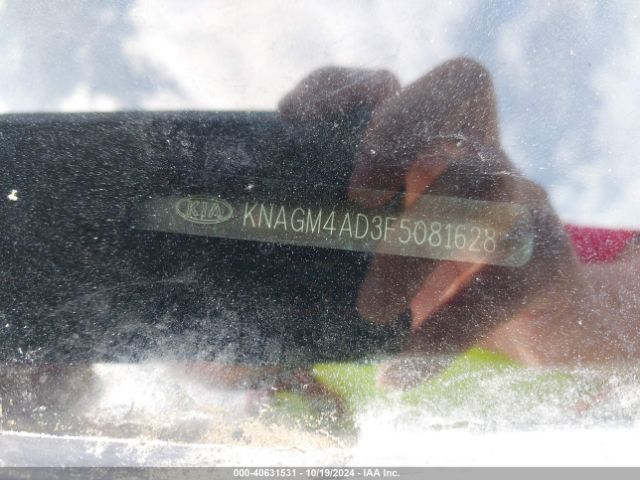 KIA KNAGM4AD3F5081628
000-40631531 - 10/19/2024 - IAA Inc.